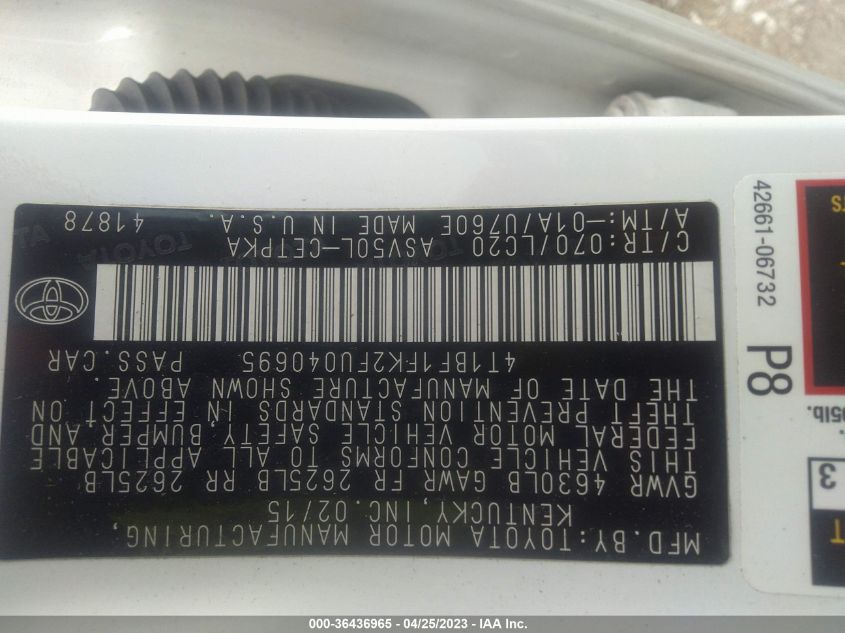 MFD.BY:TOYOTA MOTOR MANUFACTURING,
KENTUCKY,INC.02/15
GVWR 4630LB GAWR FR 2625LB RR 2625LB
THIS VEHICLE CONFORMS TO ALL APPLICABLE
FEDERAL MOTOR VEHICLE SAFETY,BUMPER AND
THEFT PREVENTION STANDARDS IN EFFECT ON
THE DATE OF MANUFACTURE SHOWN ABOVE.
4T1BF1FK2FU040695 PASS.CAR
C/TR:070/LC20 ASV50L-CEPPKA
A/TM:-01A/U760E MADE IN U.S.A. 41878
TOYOTA
42661-06732
P8
lb.
3
T
000-36436965 - 04/25/2023 - IAA Inc.